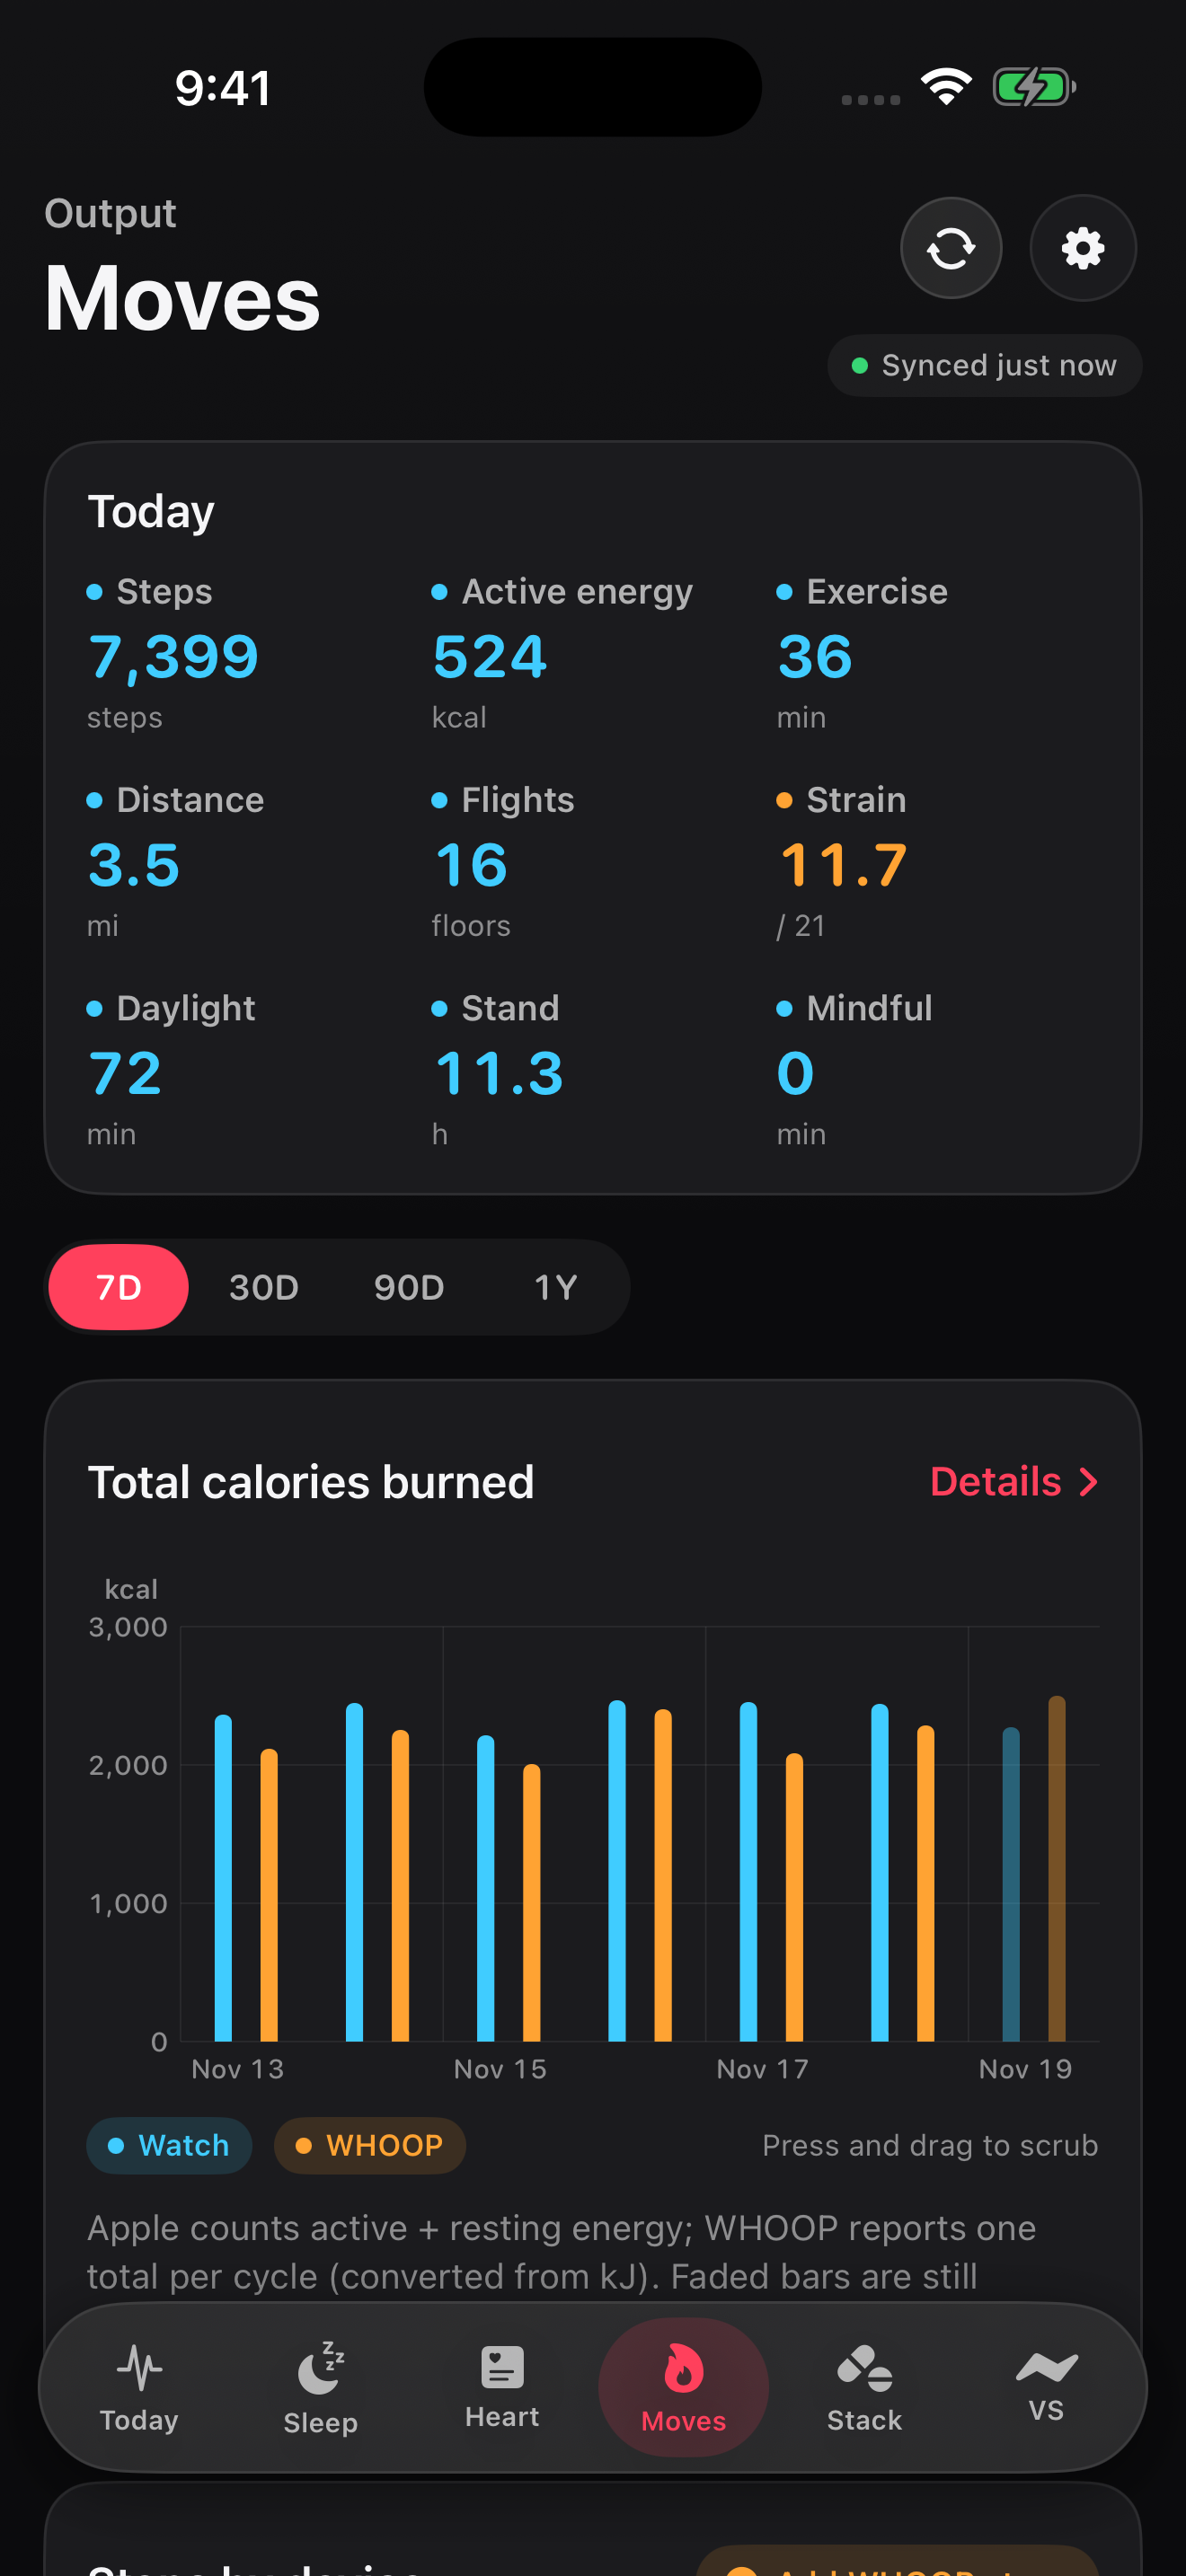 9:41
Output
Moves
Synced just now
Today
Steps
Active energy
Exercise
7,399
524
36
steps
kcal
min
Distance
Flights
Strain
3.5
16
11.7
mi
floors
/ 21
Daylight
Stand
Mindful
72
11.3
0
min
h
min
7D 30D 90D 1Y
Total calories burned
Details
kcal
3,000
2,000
1,000
0
Nov 13 Nov 15 Nov 17 Nov 19
Watch
WHOOP
Press and drag to scrub
Apple counts active + resting energy; WHOOP reports one
total per cycle (converted from kJ). Faded bars are still
zzzz
Today Sleep Heart Moves Stack VS